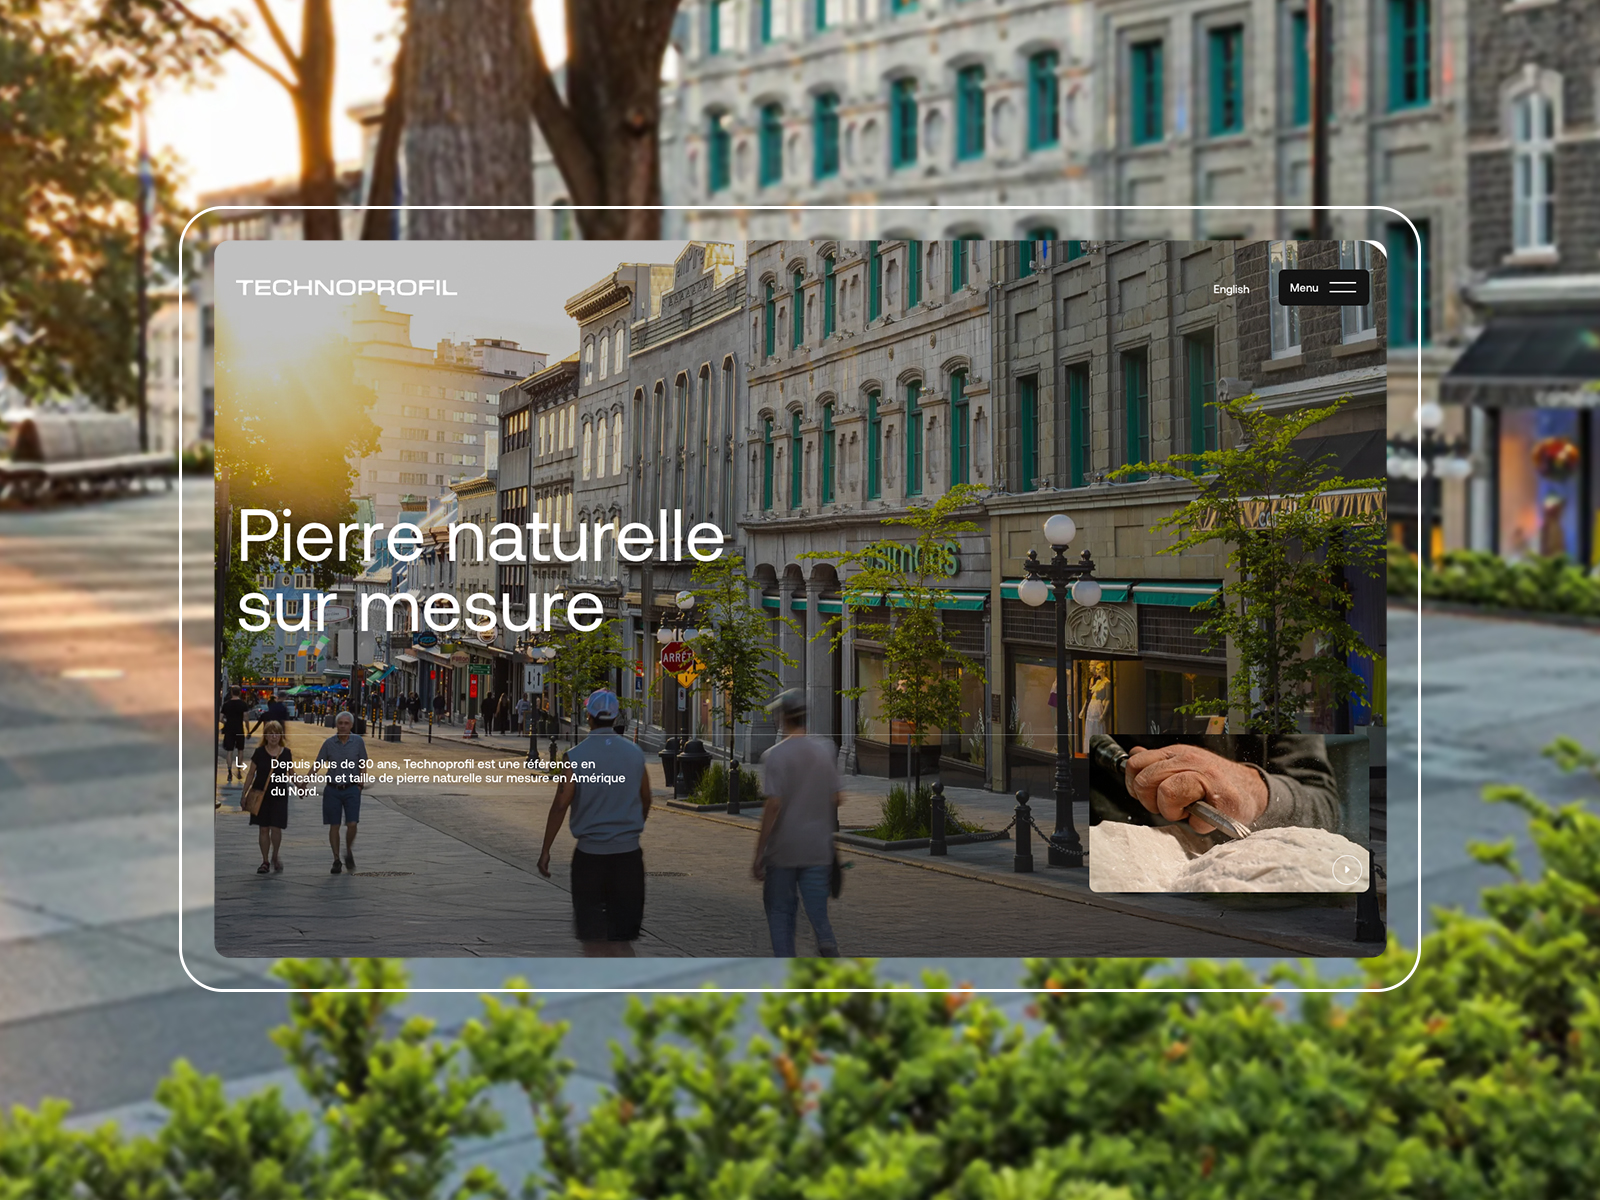 TECHNOPROFIL
English
Menu
Pierre naturelle
sur mesure
simons
ARRÊT
Depuis plus de 30 ans, Technoprofil est une référence en
fabrication et taille de pierre naturelle sur mesure en Amérique
du Nord.